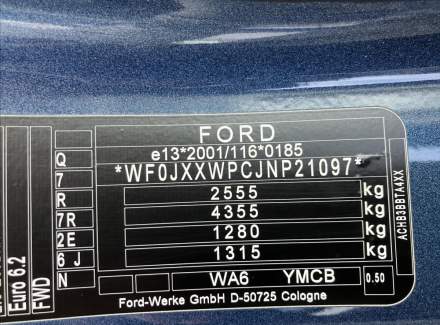 FORD
e13*2001/116*0185
*WF0JXXWPCJNP21097*
2555 kg
4355 kg
1280 kg
1315 kg
WA6 YMCB 0.50
Ford-Werke GmbH D-50725 Cologne
Q
7
R
7R
2E
6 J
N
Euro 6.2
FWD
ACHB3BBTA4XX